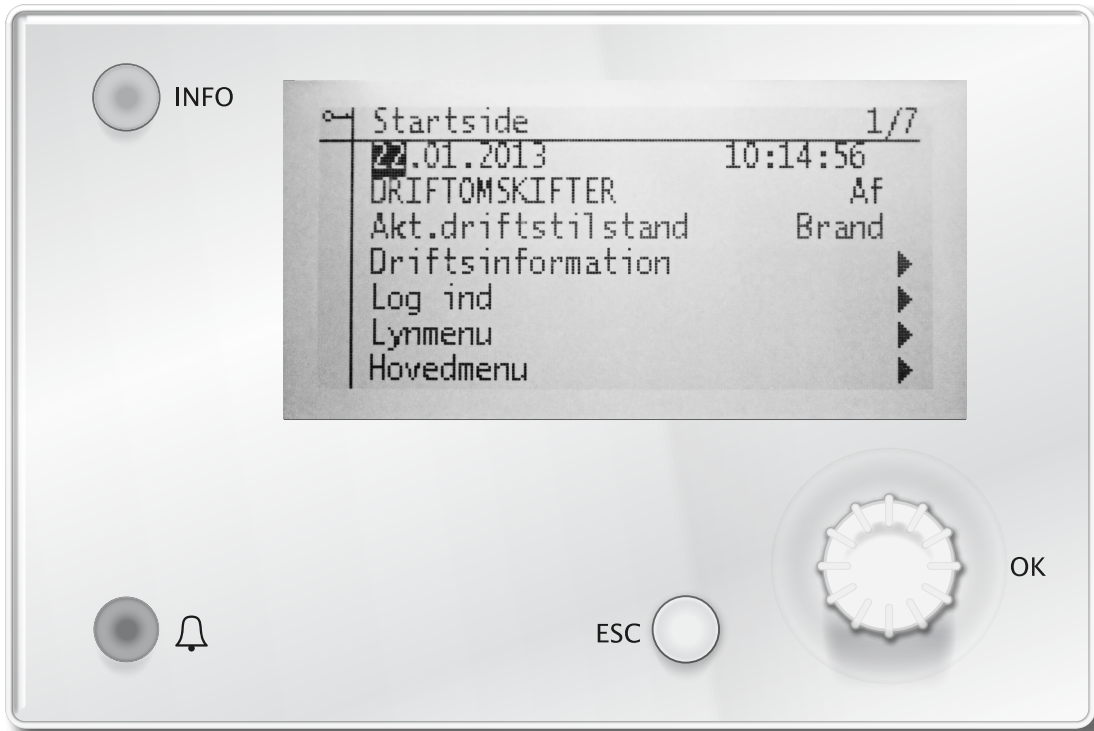 INFO
Startside 1/7
22.01.2013 10:14:56
DRIFTOMSKIFTER Af
Akt.driftstilstand Brand
Driftsinformation
Log ind
Lynmenu
Hovedmenu
OK
ESC